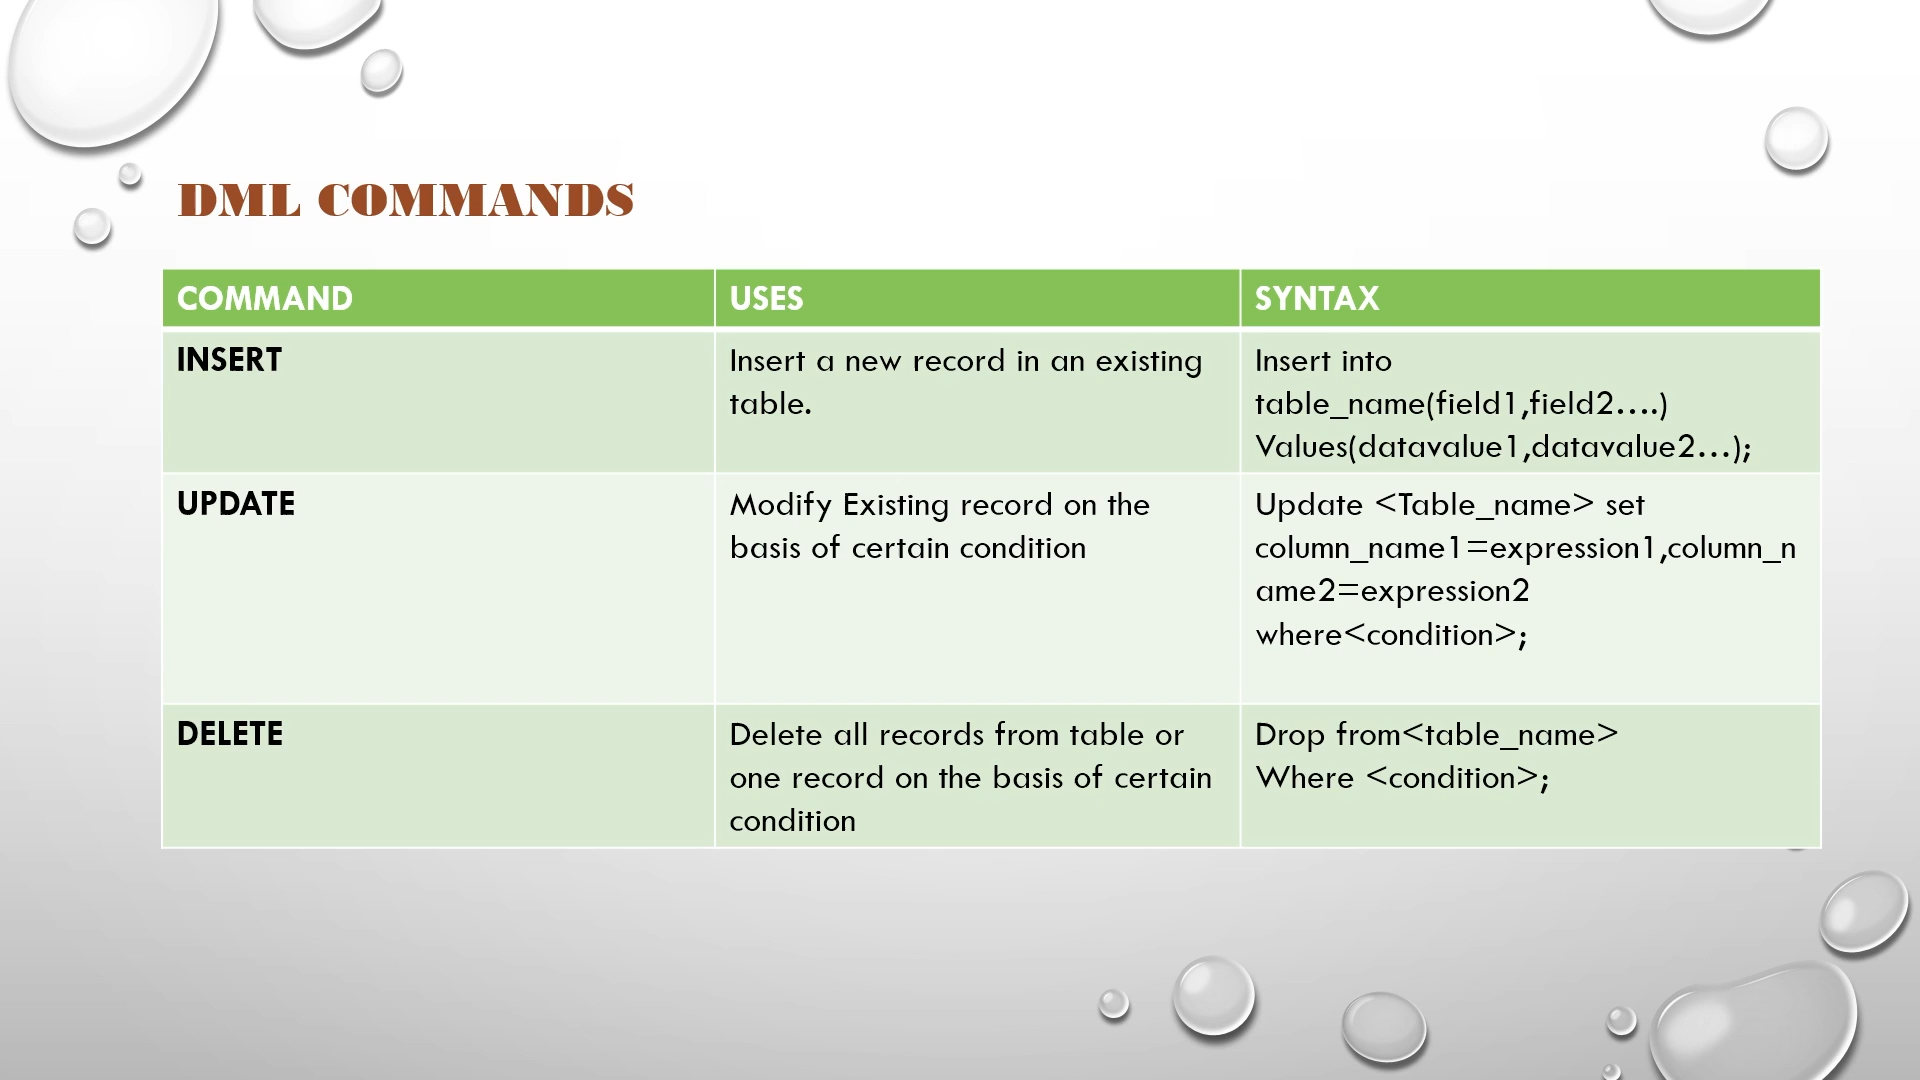 DML COMMANDS
COMMAND
USES
SYNTAX
INSERT
Insert a new record in an existing
table.
Insert into
table_name(field1,field2….)
Values(datavalue1,datavalue2…);
UPDATE
Modify Existing record on the
basis of certain condition
Update <Table_name> set
column_name1=expression1,column_n
ame2=expression2
where<condition>;
DELETE
Delete all records from table or
one record on the basis of certain
condition
Drop from<table_name>
Where <condition>;